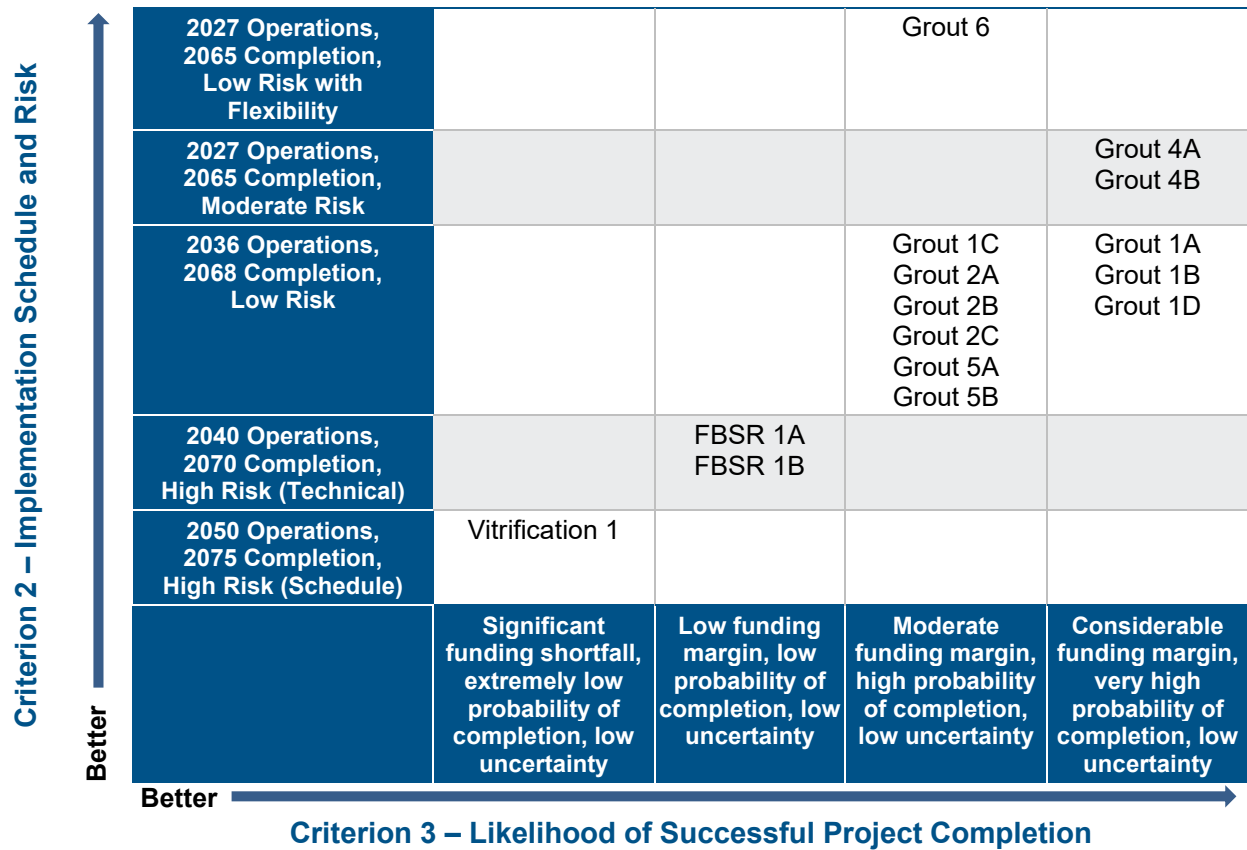 Criterion 2 – Implementation Schedule and Risk
Better
2027 Operations,
2065 Completion,
Low Risk with
Flexibility
Grout 6
2027 Operations,
2065 Completion,
Moderate Risk
Grout 4A
Grout 4B
2036 Operations,
2068 Completion,
Low Risk
Grout 1C
Grout 2A
Grout 2B
Grout 2C
Grout 5A
Grout 5B
Grout 1A
Grout 1B
Grout 1D
2040 Operations,
2070 Completion,
High Risk (Technical)
FBSR 1A
FBSR 1B
2050 Operations,
2075 Completion,
High Risk (Schedule)
Vitrification 1
Significant
funding shortfall,
extremely low
probability of
completion, low
uncertainty
Low funding
margin, low
probability of
completion, low
uncertainty
Moderate
funding margin,
high probability
of completion,
low uncertainty
Considerable
funding margin,
very high
probability of
completion, low
uncertainty
Better
Criterion 3 – Likelihood of Successful Project Completion